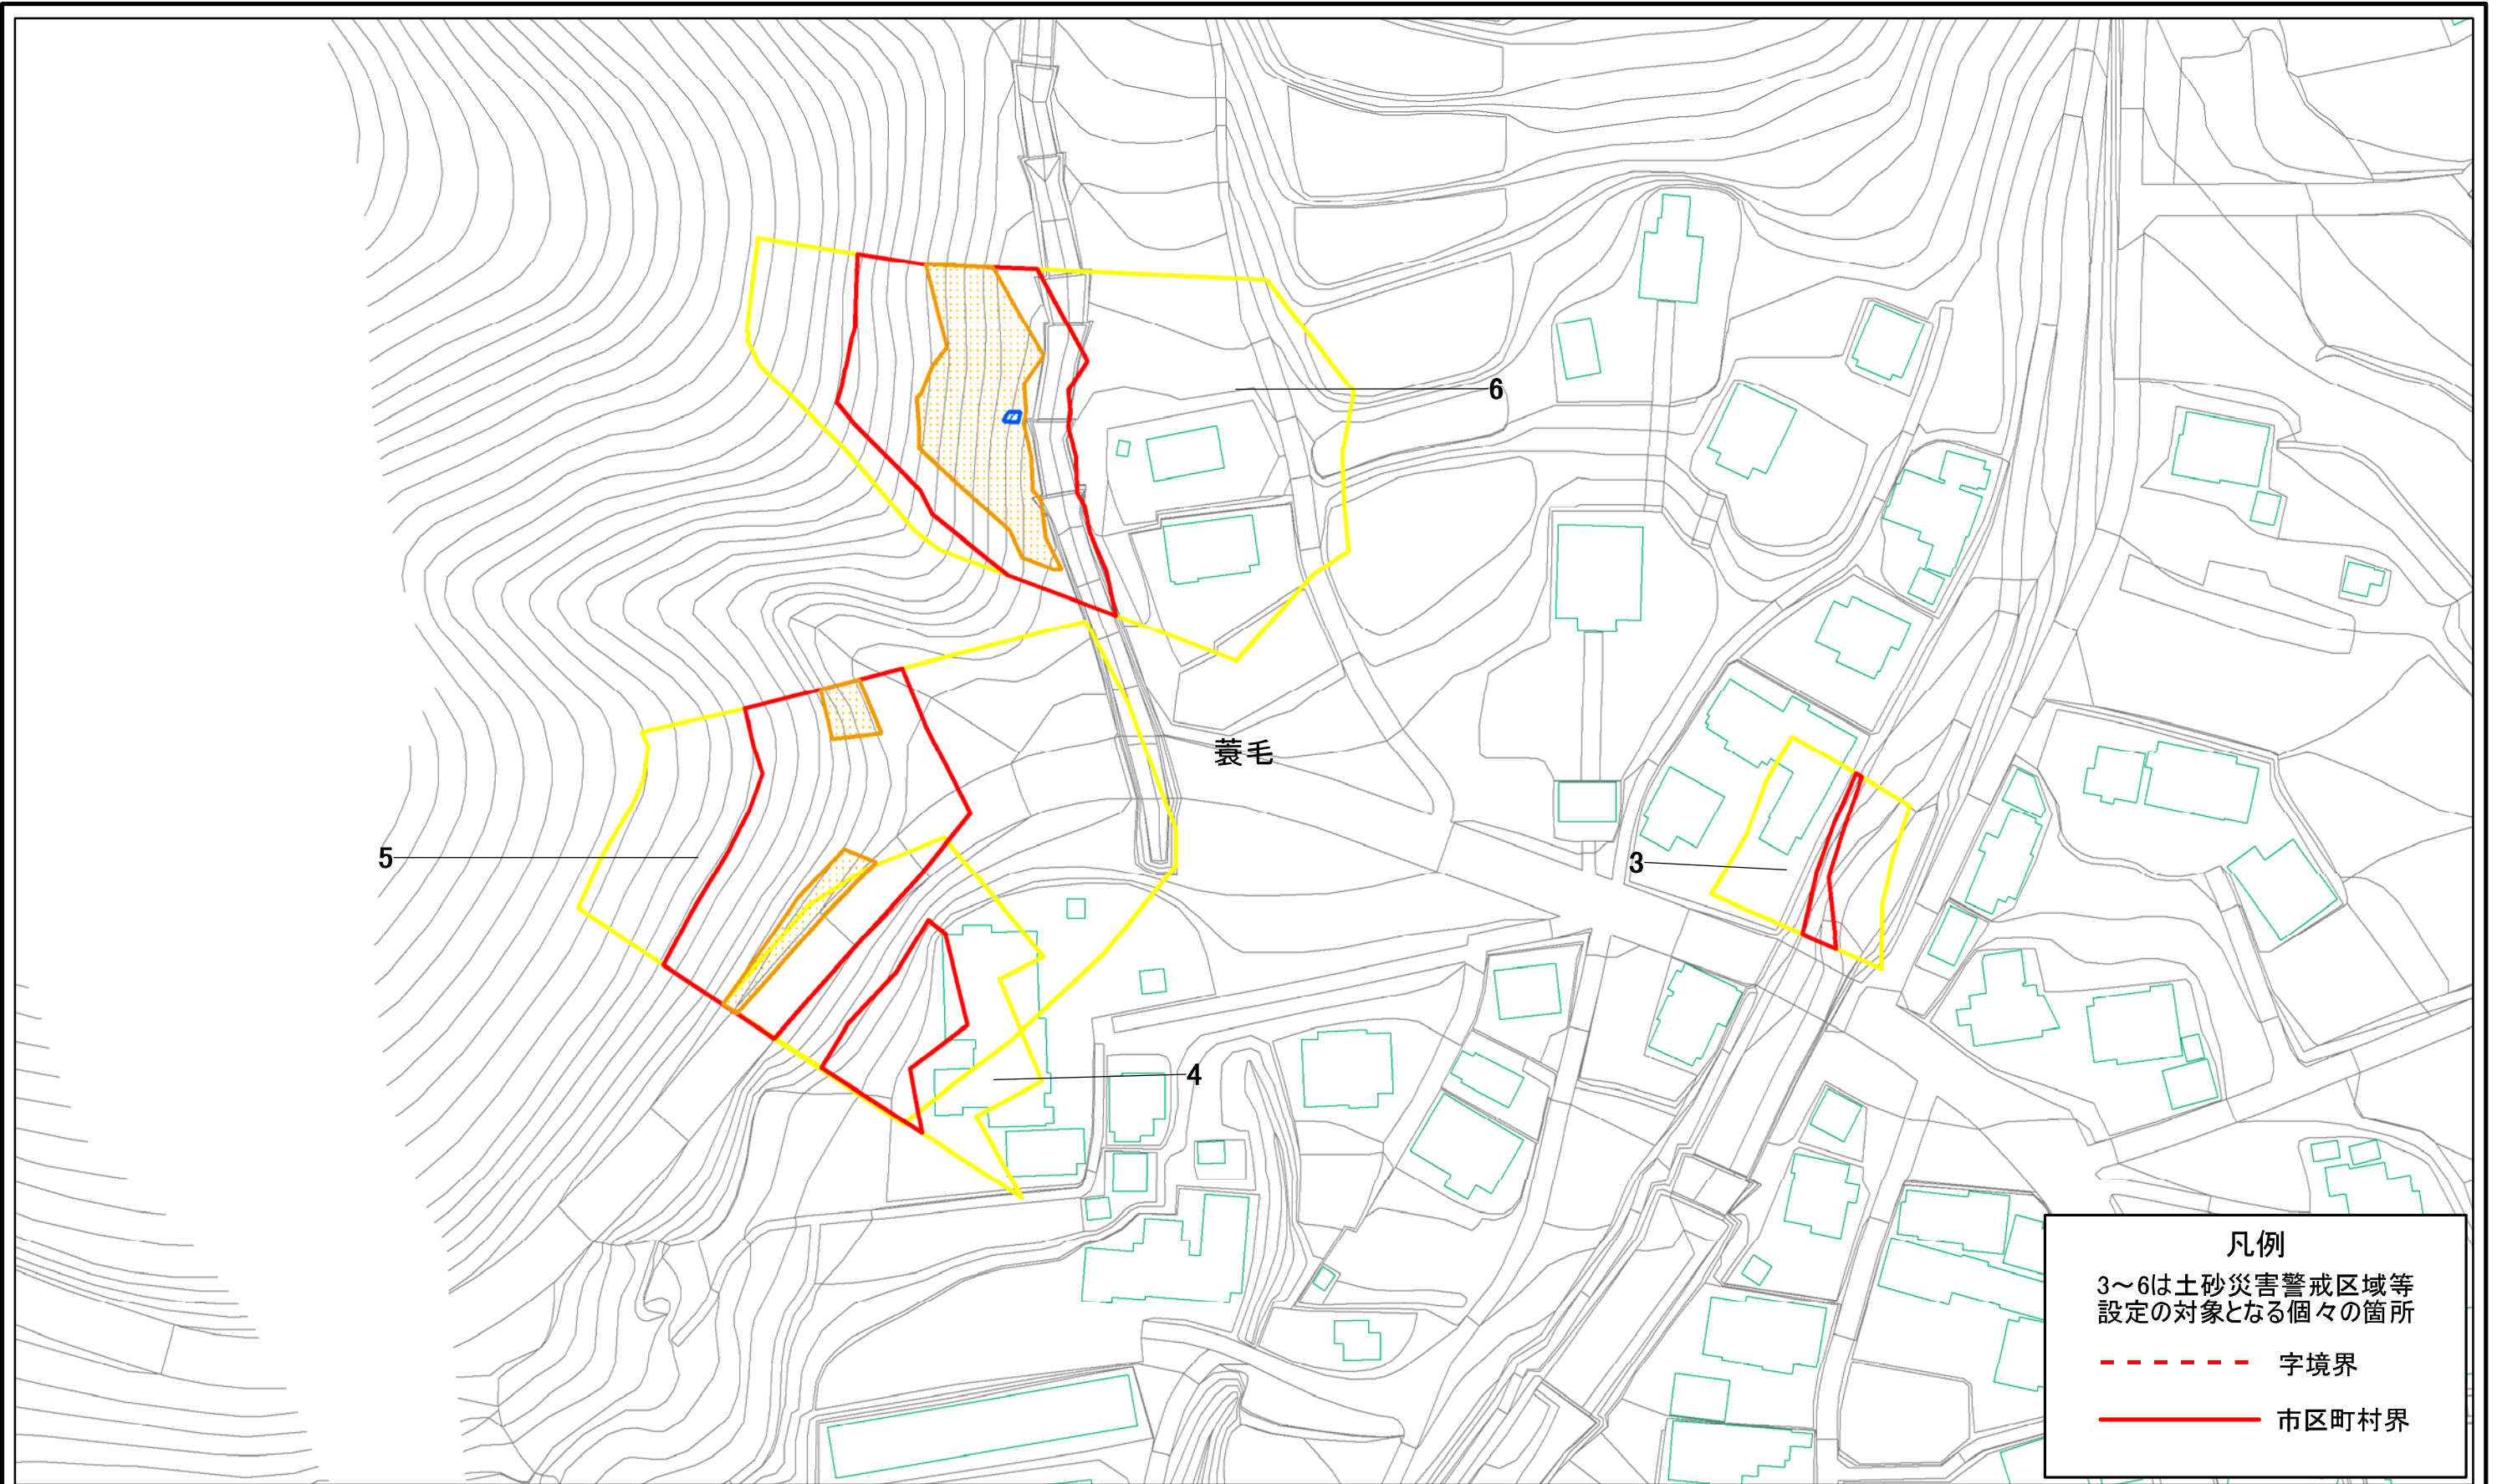 6
蓑毛
5
3
4
凡例
3～6は土砂災害警戒区域等
設定の対象となる個々の箇所
字境界
市区町村界